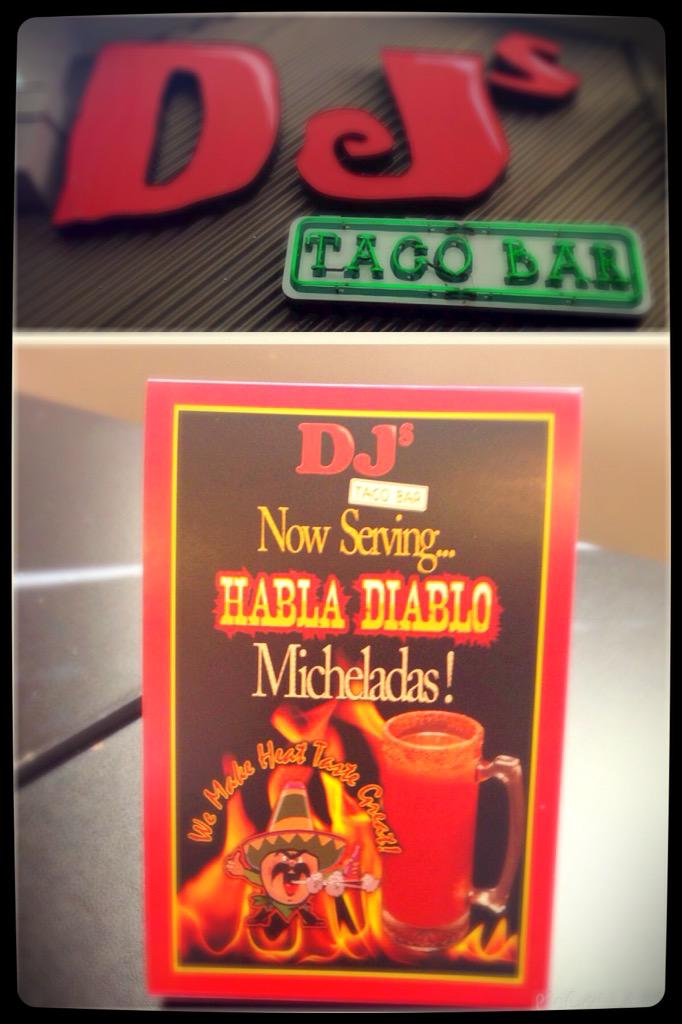 DJs
TACO BAR
DJs
TACO BAR
Now Serving...
HABLA DIABLO
Micheladas!
We Make Heat Taste Great!